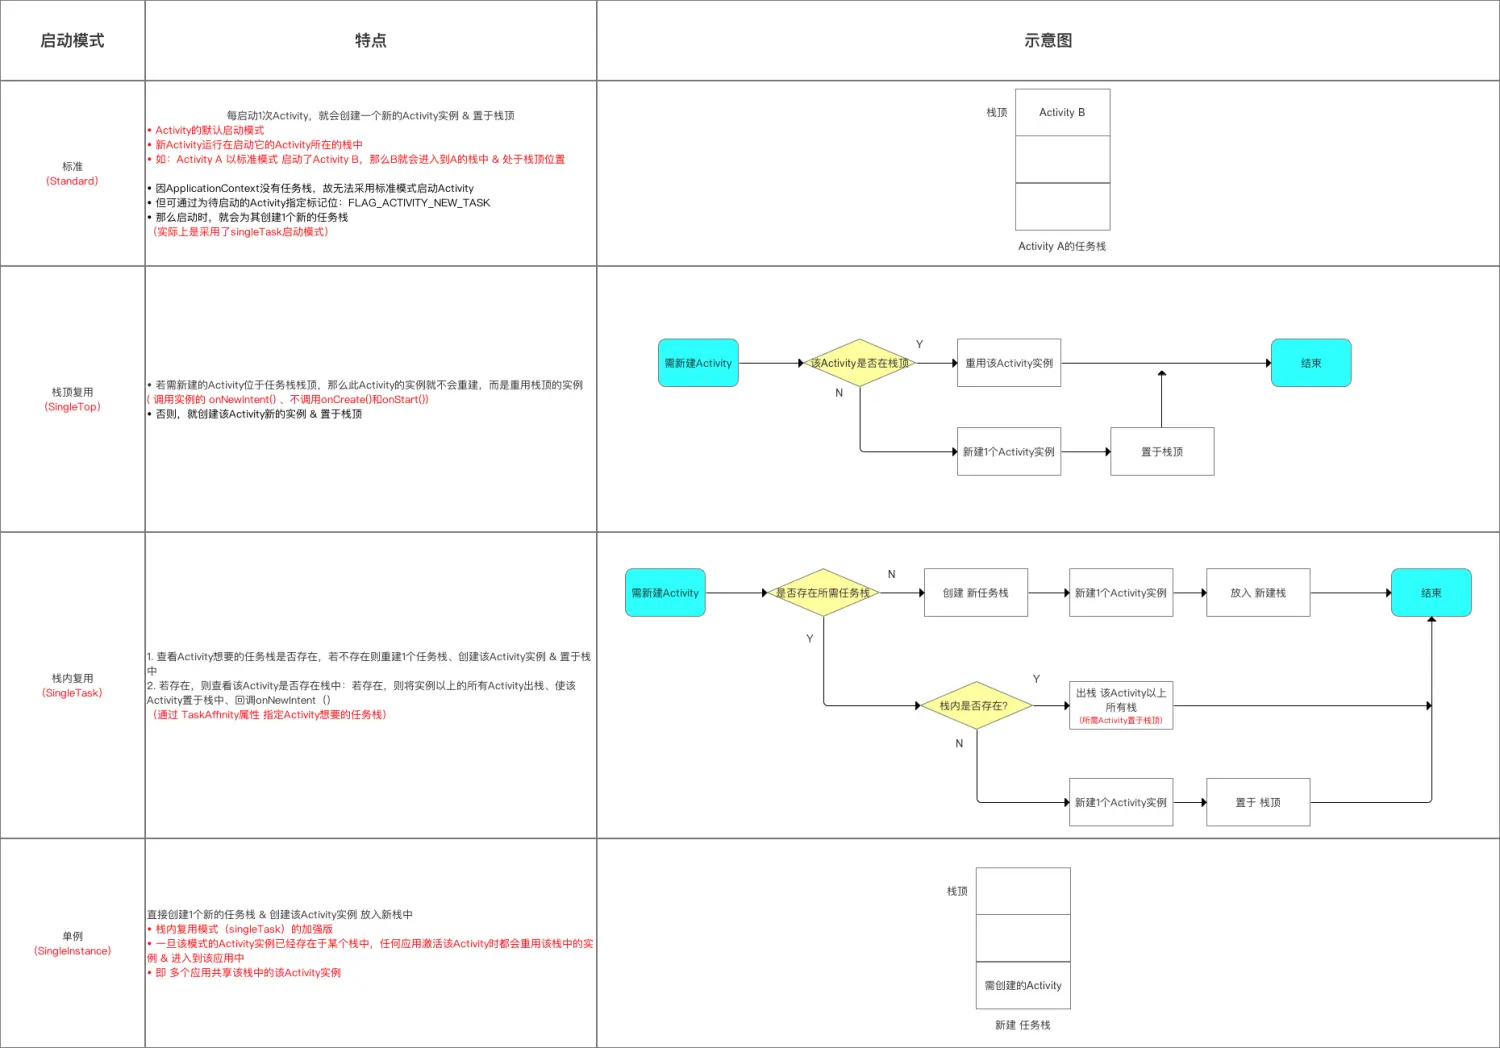 启动模式
特点
示意图
标准
（Standard）
每启动1次Activity，就会创建一个新的Activity实例 & 置于栈顶
• Activity的默认启动模式
• 新Activity运行在启动它的Activity所在的栈中
• 如：Activity A 以标准模式 启动了Activity B，那么B就会进入到A的栈中 & 处于栈顶位置
• 因ApplicationContext没有任务栈，故无法采用标准模式启动Activity
• 但可通过为待启动的Activity指定标记位：FLAG_ACTIVITY_NEW_TASK
• 那么启动时，就会为其创建1个新的任务栈
（实际上是采用了singleTask启动模式）
栈顶
Activity B
Activity A的任务栈
栈顶复用
（SingleTop）
• 若需新建的Activity位于任务栈栈顶，那么此Activity的实例就不会重建，而是重用栈顶的实例
( 调用实例的 onNewIntent() 、不调用onCreate()和onStart())
• 否则，就创建该Activity新的实例 & 置于栈顶
需新建Activity
该Activity是否在栈顶
Y
重用该Activity实例
结束
N
新建1个Activity实例
置于栈顶
栈内复用
（SingleTask）
1. 查看Activity想要的任务栈是否存在，若不存在则重建1个任务栈、创建该Activity实例 & 置于栈
中
2. 若存在，则查看该Activity是否存在栈中：若存在，则将实例以上的所有Activity出栈、使该
Activity置于栈中、回调onNewIntent（）
（通过 TaskAffinity属性 指定Activity想要的任务栈）
需新建Activity
是否存在所需任务栈
N
创建 新任务栈
新建1个Activity实例
放入 新建栈
结束
Y
栈内是否存在？
Y
出栈 该Activity以上
所有栈
（所需Activity置于栈顶）
N
新建1个Activity实例
置于 栈顶
单例
（SingleInstance）
直接创建1个新的任务栈 & 创建该Activity实例 放入新栈中
• 栈内复用模式（singleTask）的加强版
• 一旦该模式的Activity实例已经存在于某个栈中，任何应用激活该Activity时都会重用该栈中的实
例 & 进入到该应用中
• 即 多个应用共享该栈中的该Activity实例
栈顶
需创建的Activity
新建 任务栈